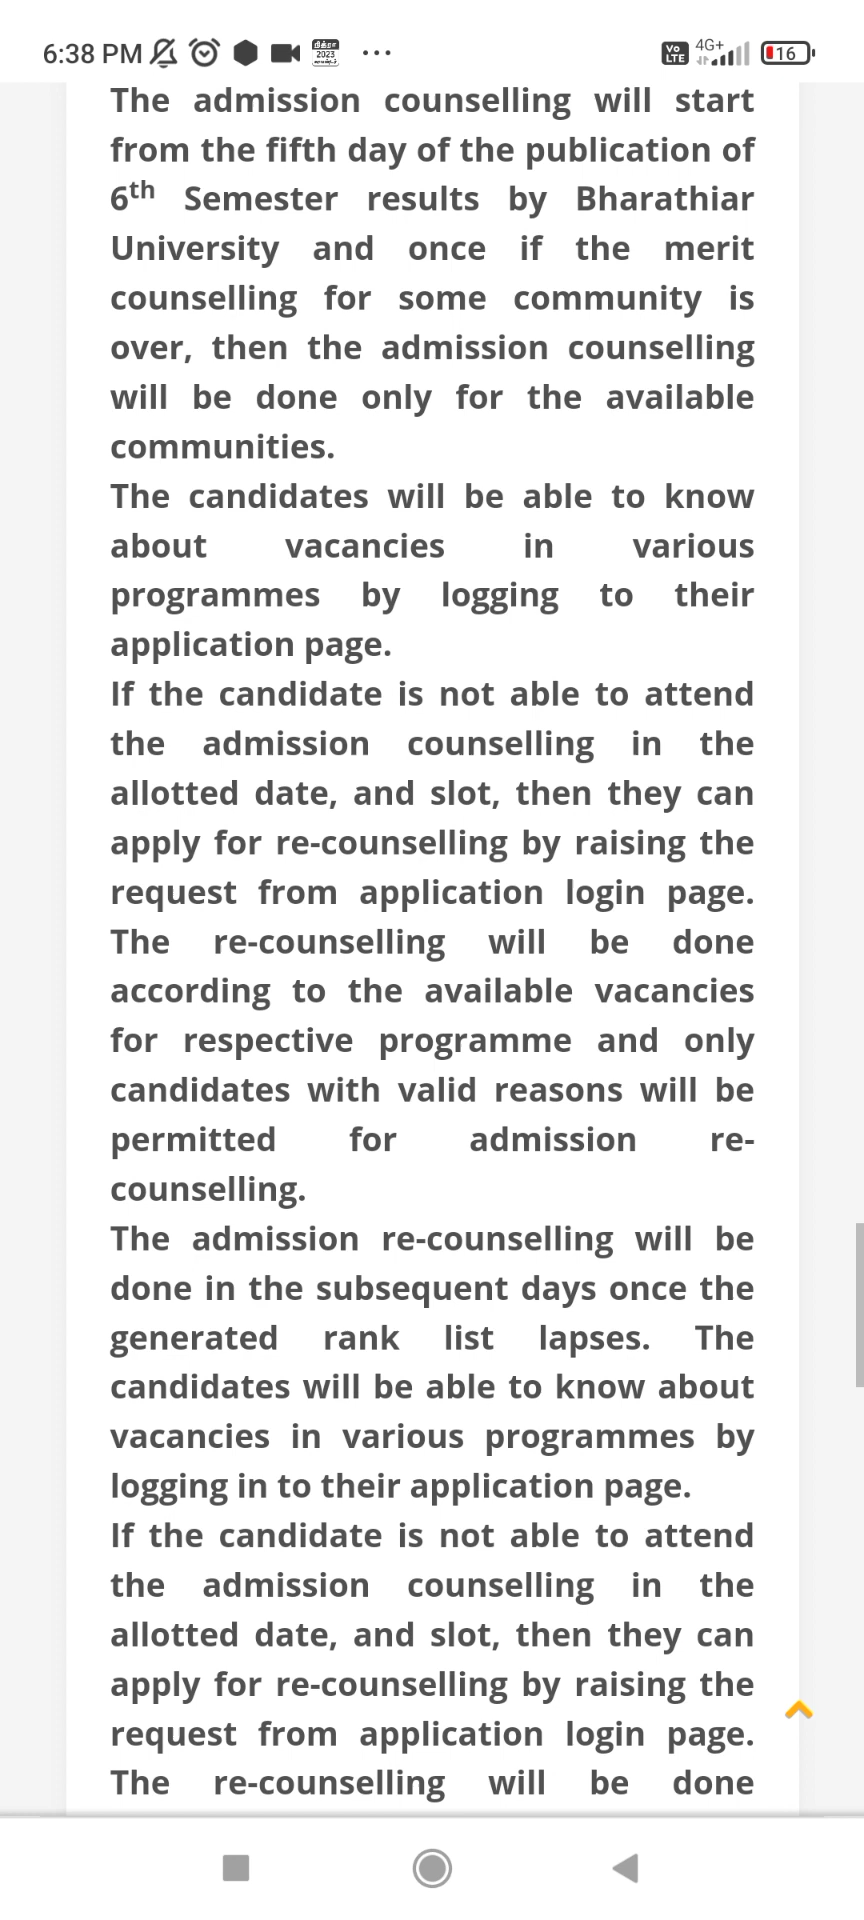 6:38 PM ... Vo LTE 4G+ 16
2023
The admission counselling will start
from the fifth day of the publication of
6th Semester results by Bharathiar
University and once if the merit
counselling for some community is
over, then the admission counselling
will be done only for the available
communities.
The candidates will be able to know
about vacancies in various
programmes by logging to their
application page.
If the candidate is not able to attend
the admission counselling in the
allotted date, and slot, then they can
apply for re-counselling by raising the
request from application login page.
The re-counselling will be done
according to the available vacancies
for respective programme and only
candidates with valid reasons will be
permitted for admission re-
counselling.
The admission re-counselling will be
done in the subsequent days once the
generated rank list lapses. The
candidates will be able to know about
vacancies in various programmes by
logging in to their application page.
If the candidate is not able to attend
the admission counselling in the
allotted date, and slot, then they can
apply for re-counselling by raising the
request from application login page.
The re-counselling will be done